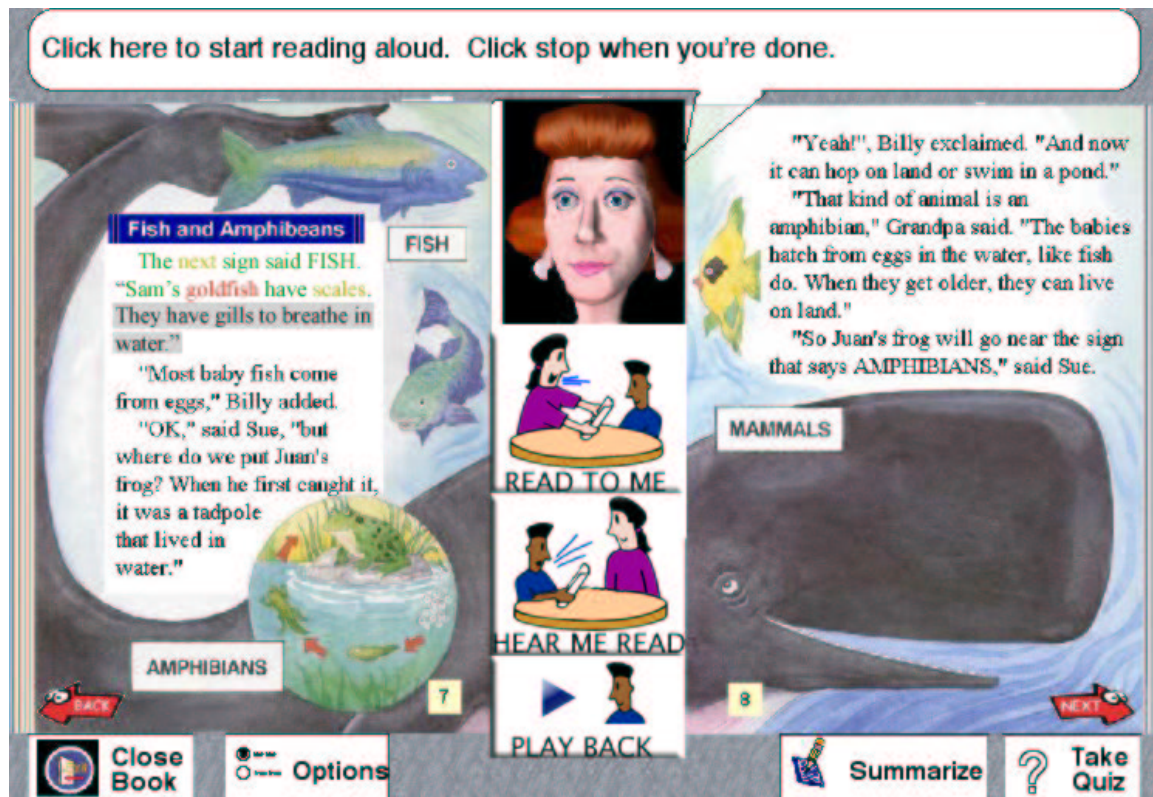 Click here to start reading aloud.  Click stop when you're done.
Fish and Amphibeans
The next sign said FISH.
“Sam’s goldfish have scales.
They have gills to breathe in
water.”
"Most baby fish come
from eggs," Billy added.
"OK," said Sue, "but
where do we put Juan's
frog? When he first caught it,
it was a tadpole
that lived in
water."
FISH
AMPHIBIANS
BACK
7
READ TO ME
HEAR ME READ
PLAY BACK
"Yeah!", Billy exclaimed. "And now
it can hop on land or swim in a pond."
"That kind of animal is an
amphibian," Grandpa said. "The babies
hatch from eggs in the water, like fish
do. When they get older, they can live
on land."
"So Juan's frog will go near the sign
that says AMPHIBIANS," said Sue.
MAMMALS
8
NEXT
Close
Book
Options
Summarize
Take
Quiz